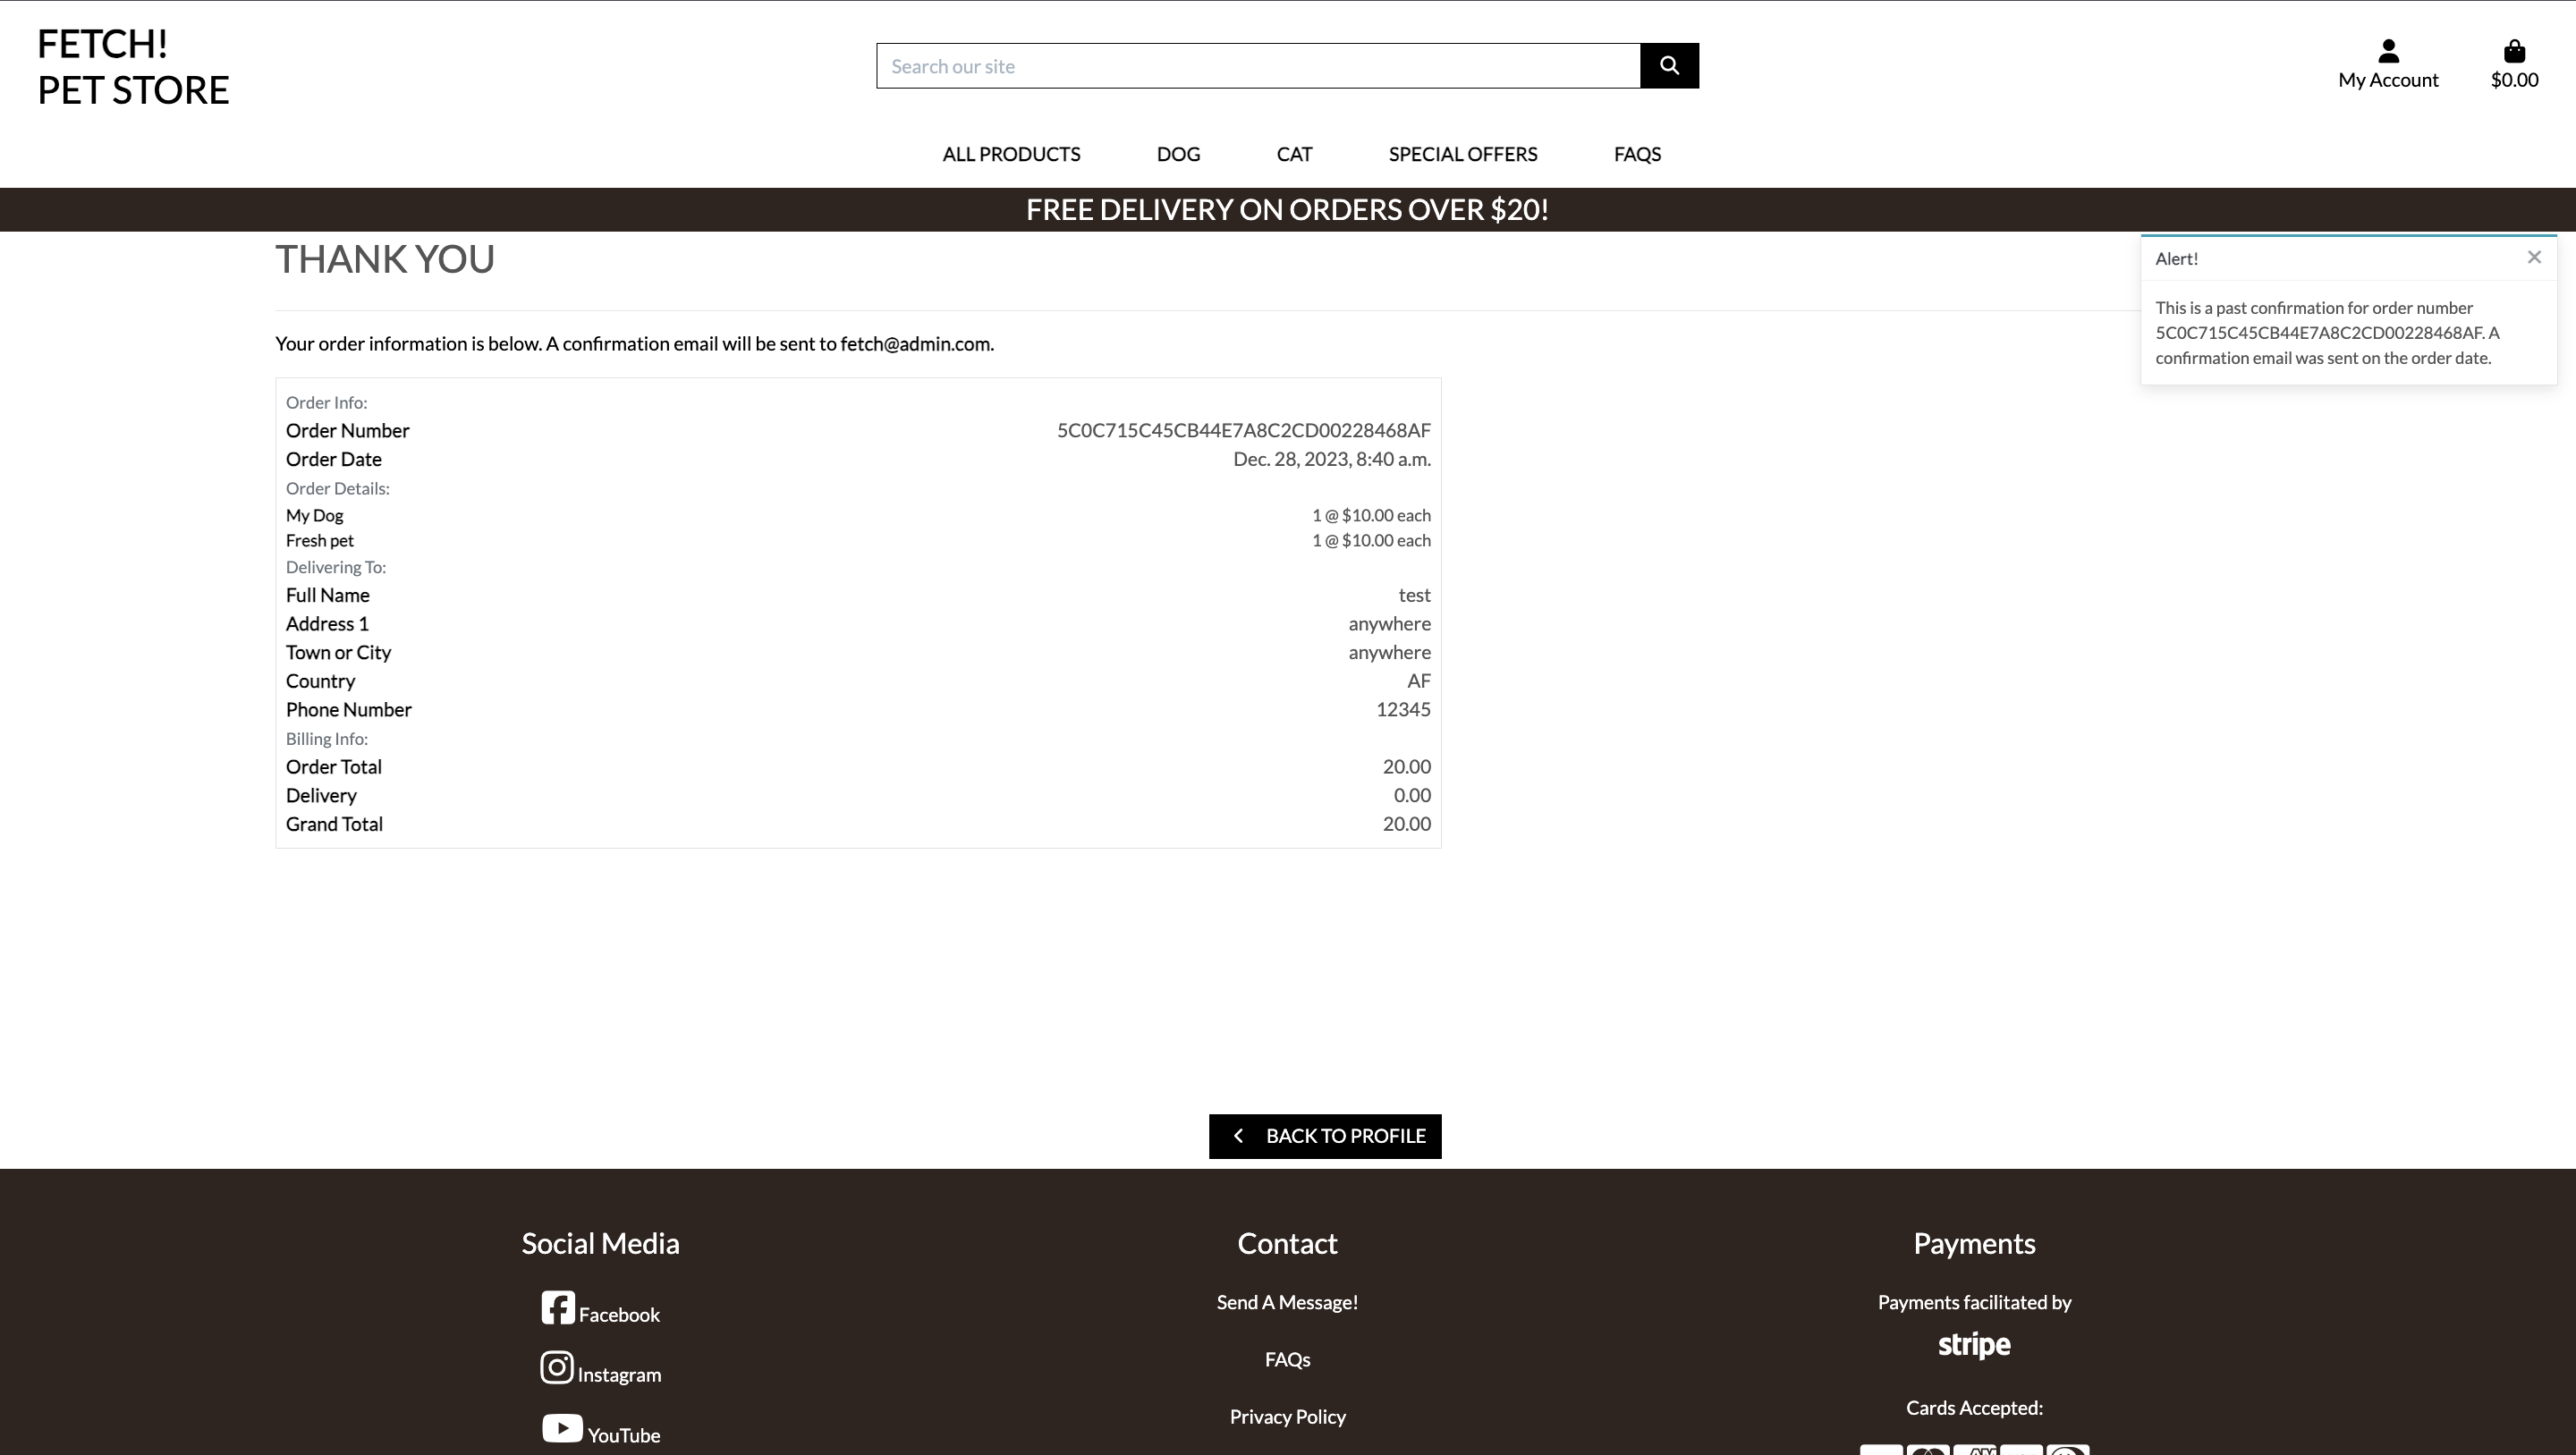 FETCH!
PET STORE
Search our site
My Account
$0.00
ALL PRODUCTS DOG CAT SPECIAL OFFERS FAQS
FREE DELIVERY ON ORDERS OVER $20!
THANK YOU
Alert!
This is a past confirmation for order number
5C0C715C45CB44E7A8C2CD00228468AF. A
confirmation email was sent on the order date.
Your order information is below. A confirmation email will be sent to fetch@admin.com.
Order Info:
Order Number 5C0C715C45CB44E7A8C2CD00228468AF
Order Date Dec. 28, 2023, 8:40 a.m.
Order Details:
My Dog 1 @ $10.00 each
Fresh pet 1 @ $10.00 each
Delivering To:
Full Name test
Address 1 anywhere
Town or City anywhere
Country AF
Phone Number 12345
Billing Info:
Order Total 20.00
Delivery 0.00
Grand Total 20.00
BACK TO PROFILE
Social Media
Facebook
Instagram
YouTube
Contact
Send A Message!
FAQs
Privacy Policy
Payments
Payments facilitated by
stripe
Cards Accepted: